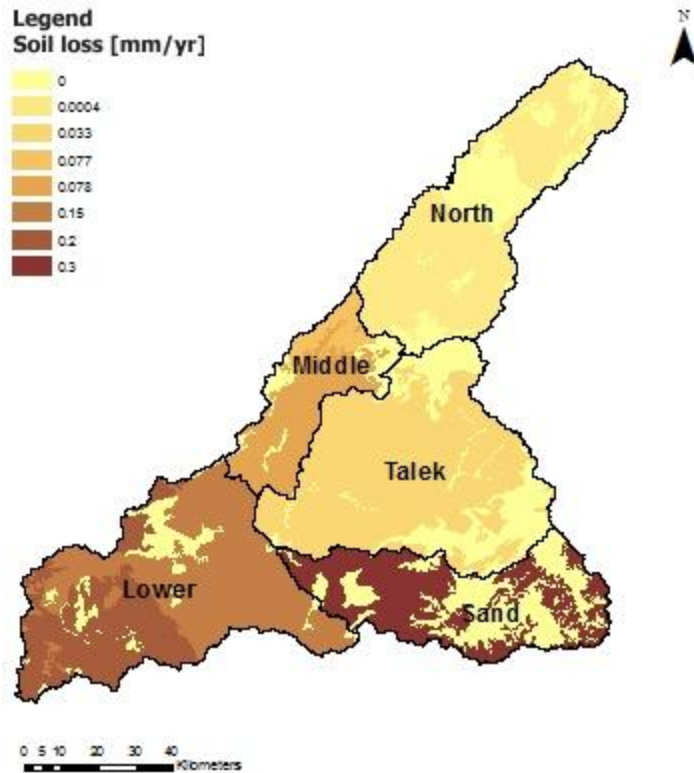 Legend
Soil loss [mm/yr]
0
0.0004
0.033
0.077
0.078
0.15
0.2
0.3
N
North
Middle
Talek
Lower
Sand
0 5 10 20 30 40
Kilometers